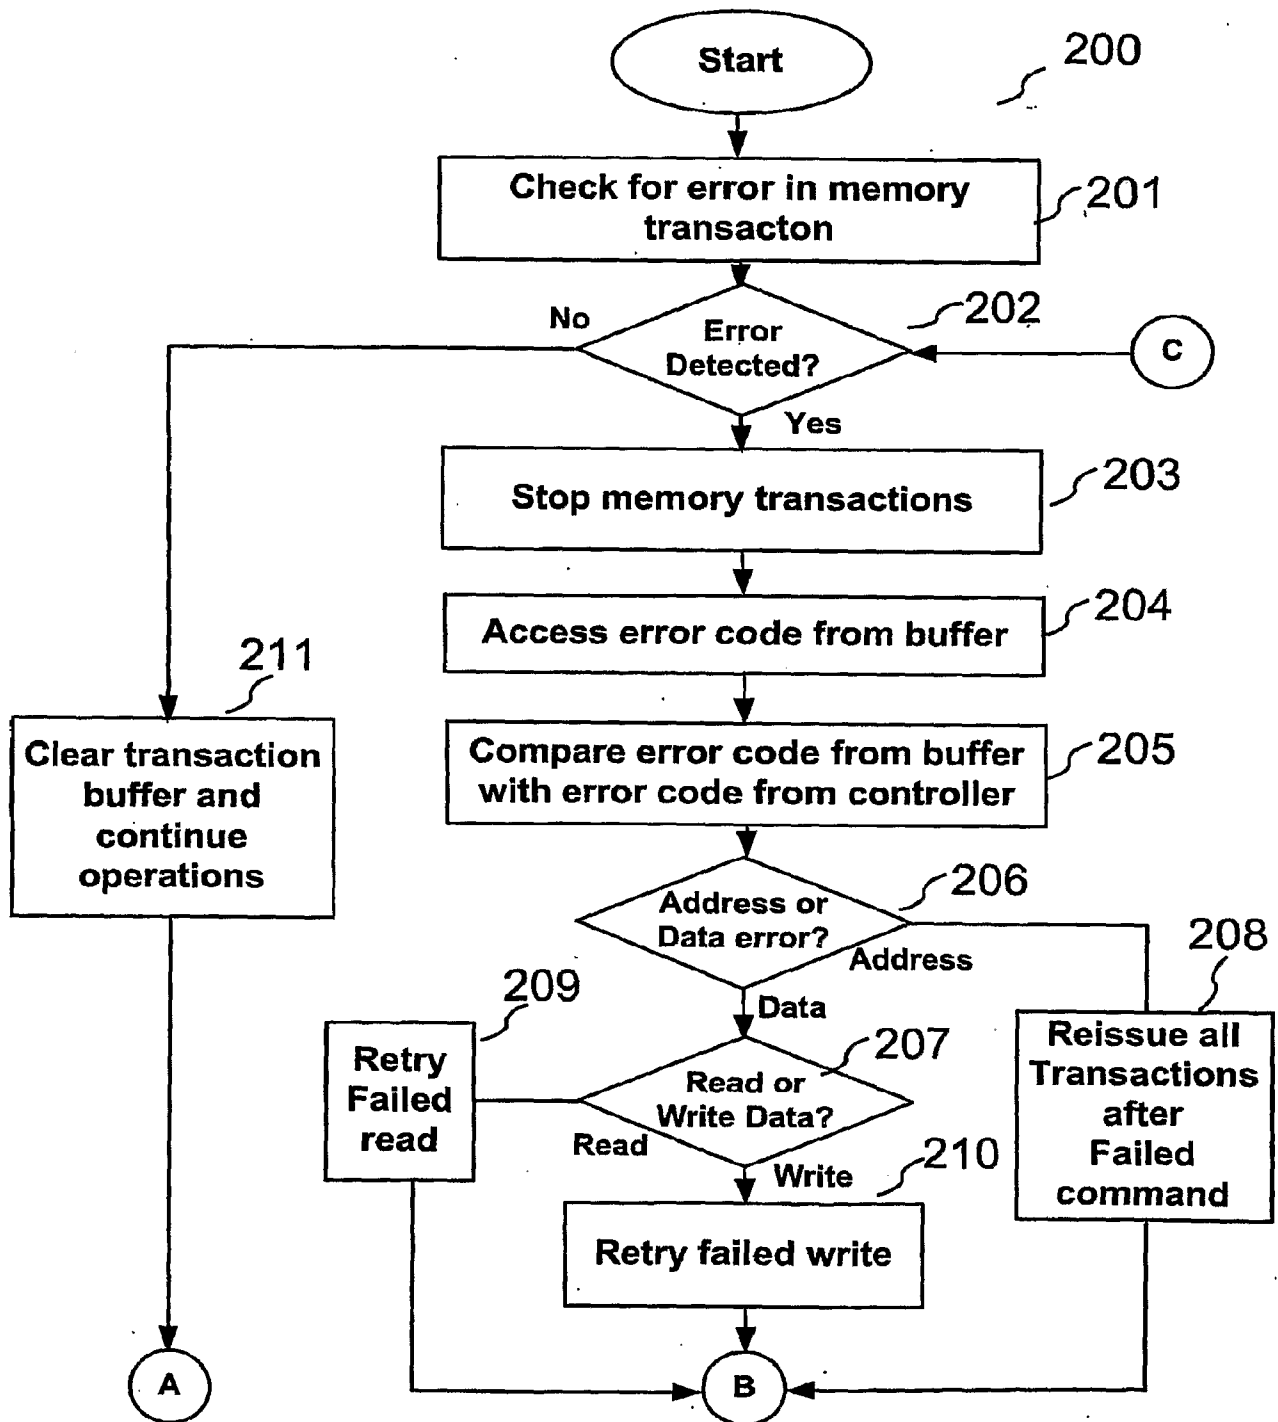 Start
200
Check for error in memory
transacton
201
202
No
Error
Detected?
C
Yes
Stop memory transactions
203
Access error code from buffer
204
211
Clear transaction
buffer and
continue
operations
Compare error code from buffer
with error code from controller
205
206
Address or
Data error?
Address
208
Data
209
Retry
Failed
read
207
Read or
Write Data?
Read
Reissue all
Transactions
after
Failed
command
Write
210
Retry failed write
A
B